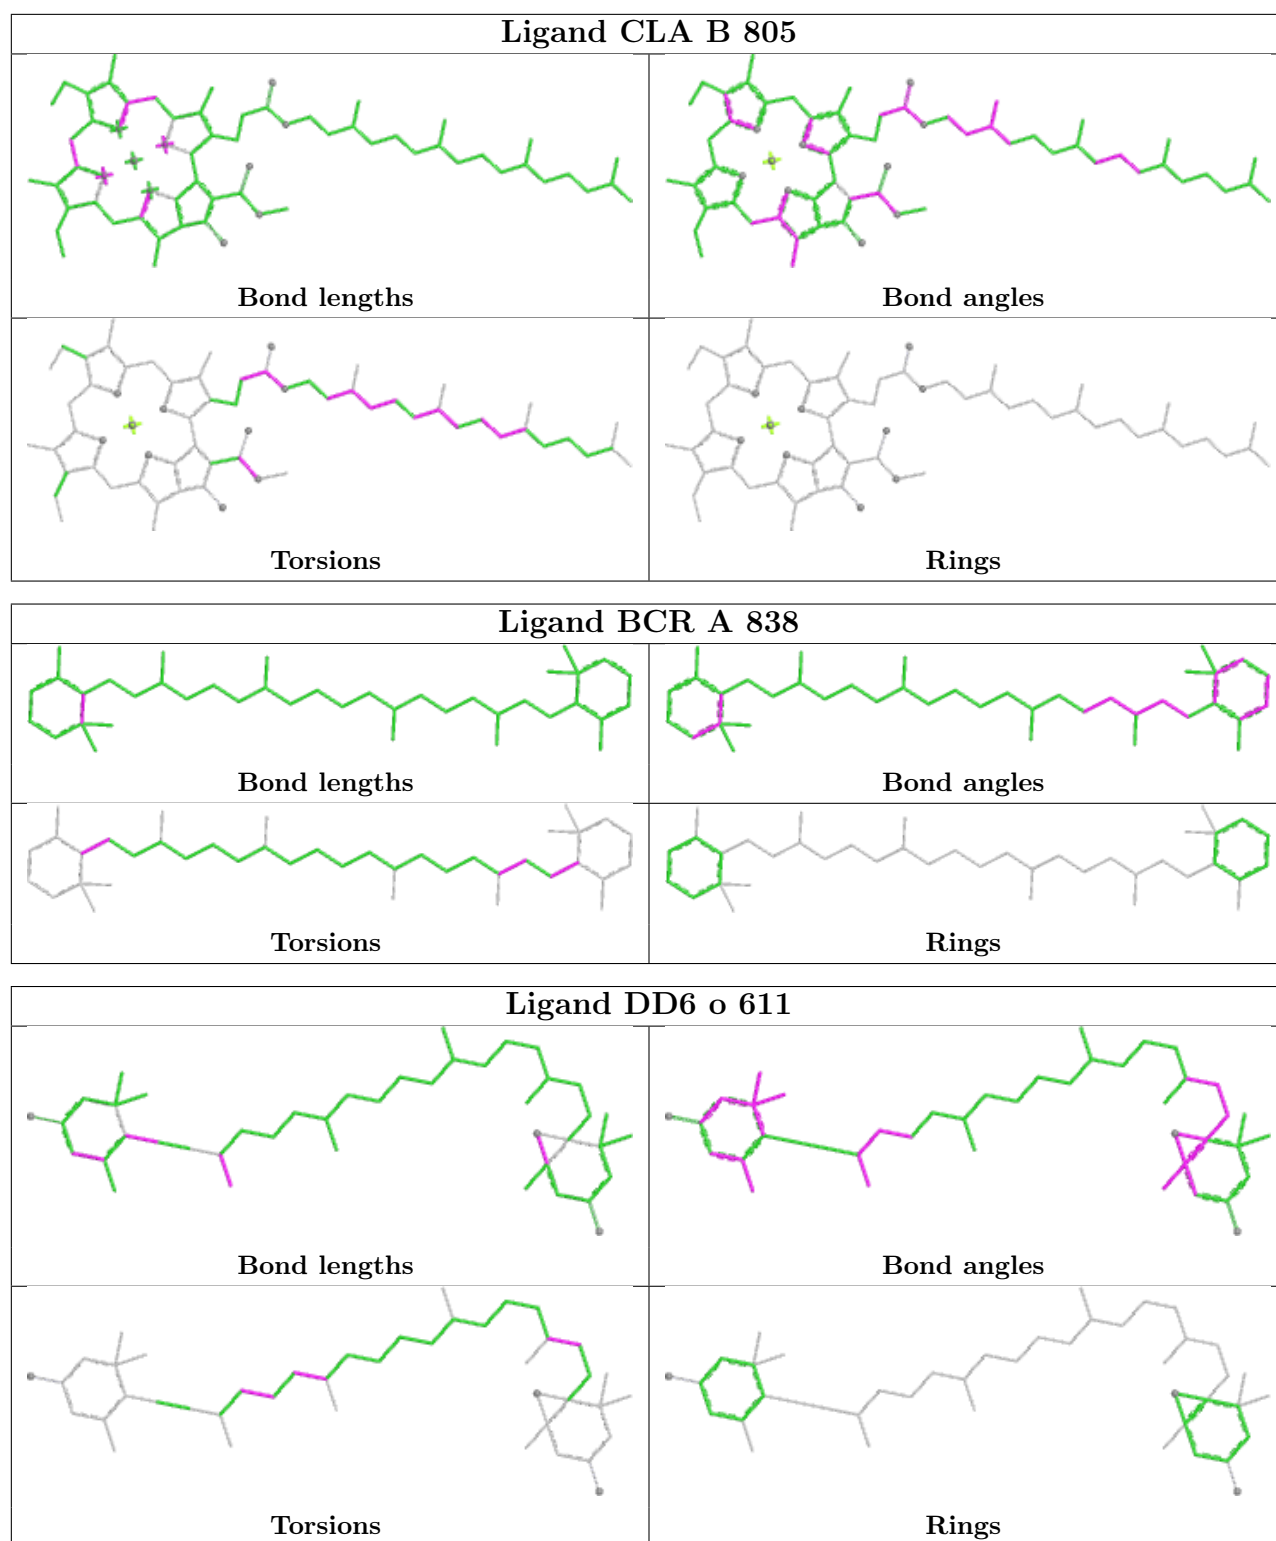 Ligand CLA B 805
Bond lengths
Bond angles
Torsions
Rings
Ligand BCR A 838
Bond lengths
Bond angles
Torsions
Rings
Ligand DD6 o 611
Bond lengths
Bond angles
Torsions
Rings